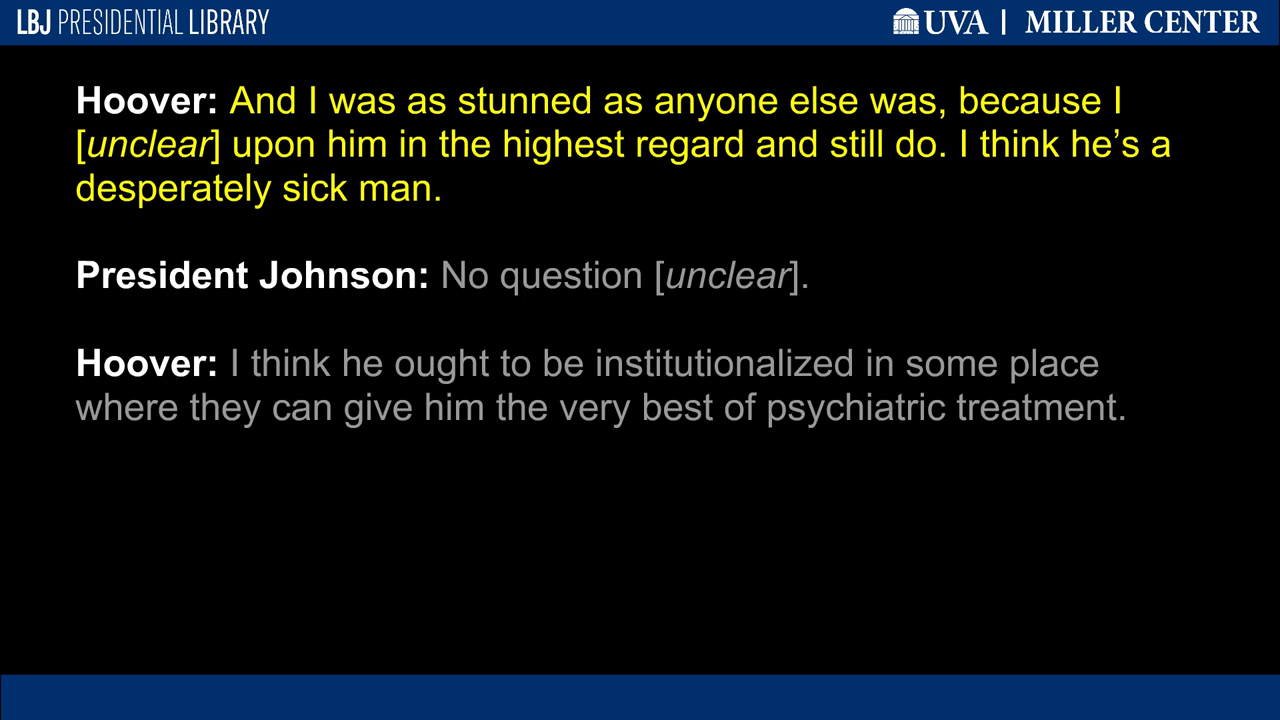 LBJ PRESIDENTIAL LIBRARY
UVA | MILLER CENTER
Hoover: And I was as stunned as anyone else was, because I
[unclear] upon him in the highest regard and still do. I think he’s a
desperately sick man.
President Johnson: No question [unclear].
Hoover: I think he ought to be institutionalized in some place
where they can give him the very best of psychiatric treatment.